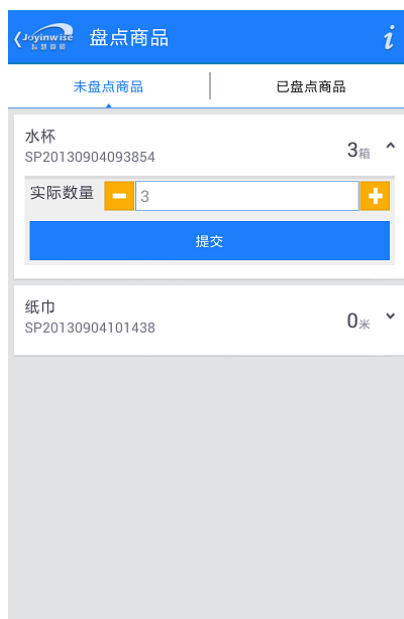 Joyinwise
盘点商品
i
未盘点商品
已盘点商品
水杯
SP20130904093854
3箱
实际数量
3
提交
纸巾
SP20130904101438
0米